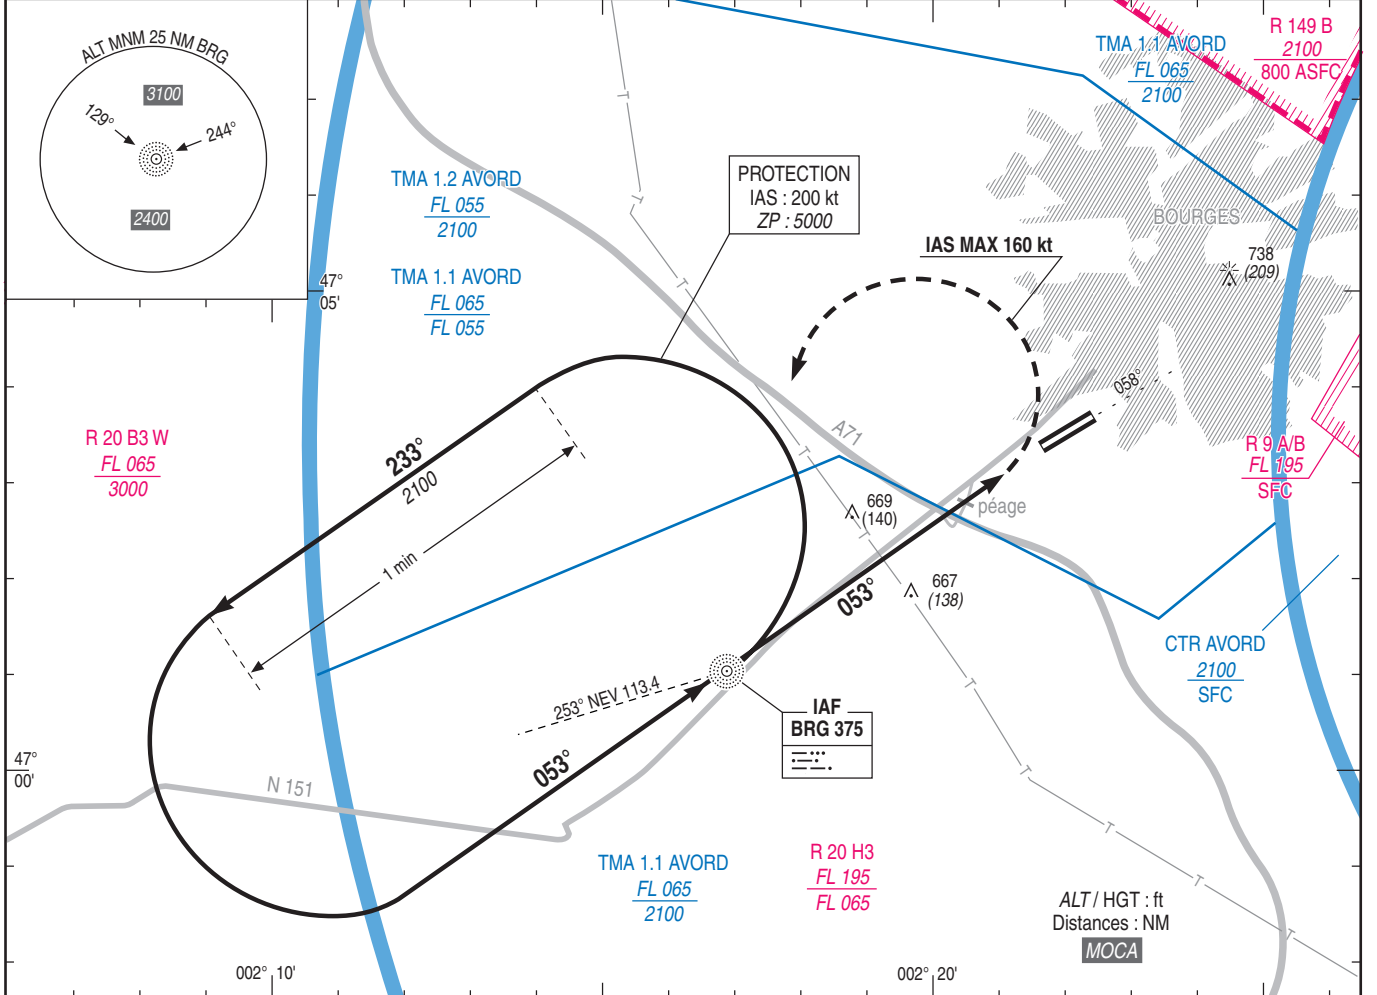 ALT MNM 25 NM BRG
3100
129°
244°
2400
TMA 1.1 AVORD
FL 065
2100
R 149 B
2100
800 ASFC
TMA 1.2 AVORD
FL 055
2100
PROTECTION
IAS : 200 kt
ZP : 5000
BOURGES
IAS MAX 160 kt
738
(209)
TMA 1.1 AVORD
FL 065
FL 055
47°
05'
058°
R 20 B3 W
FL 065
3000
233°
2100
A71
R 9 A/B
FL 195
SFC
669
(140)
péage
1 min
053°
667
(138)
CTR AVORD
2100
SFC
253° NEV 113.4
IAF
BRG 375
053°
47°
00'
N 151
TMA 1.1 AVORD
FL 065
2100
R 20 H3
FL 195
FL 065
ALT / HGT : ft
Distances : NM
MOCA
002° 10'
002° 20'
T
T
T
T
T
T
T
T
T
T